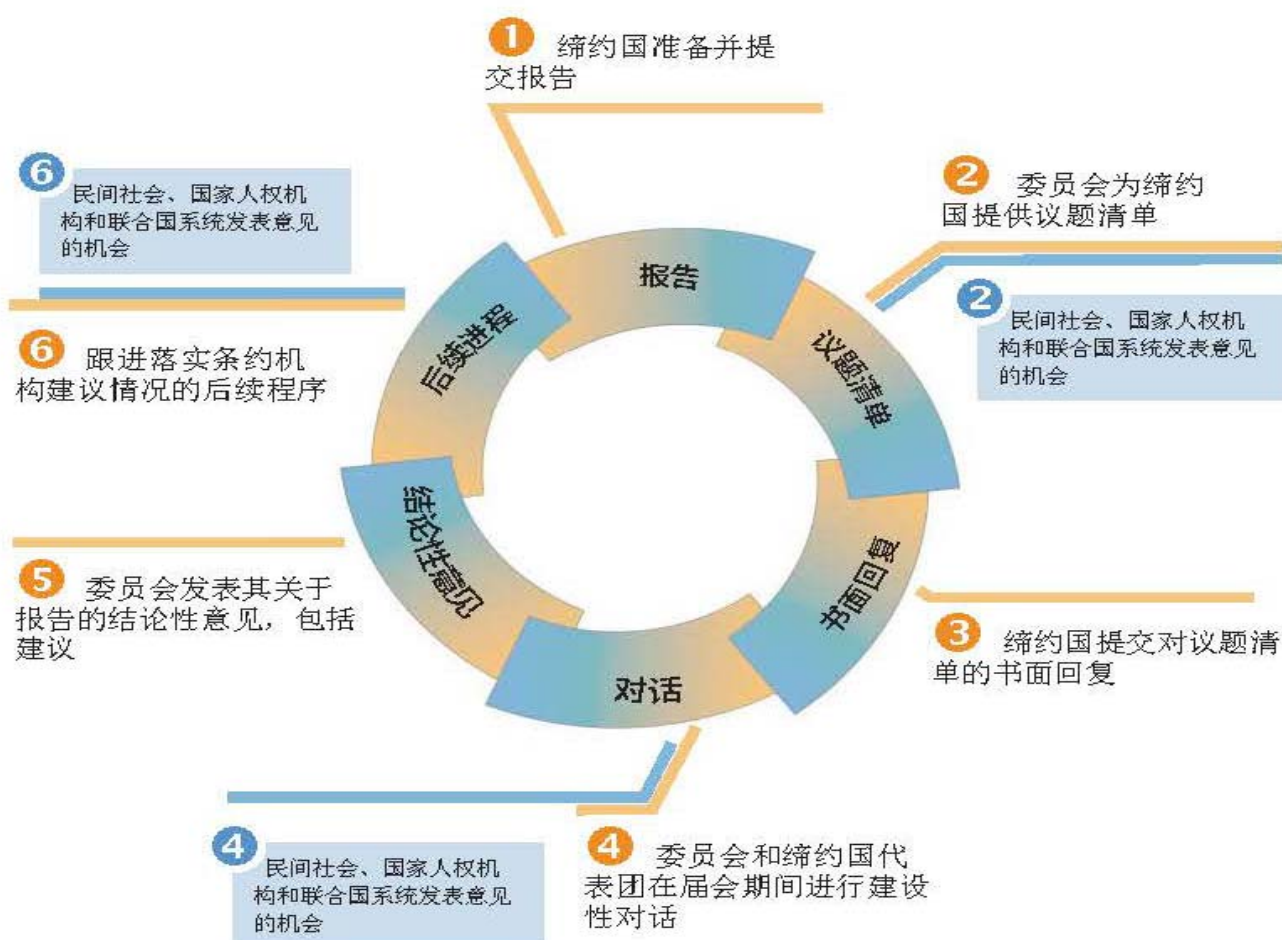 1 缔约国准备并提
交报告
6
民间社会、国家人权机
构和联合国系统发表意见
的机会
2 委员会为缔约
国提供议题清单
2
民间社会、国家人权机
构和联合国系统发表意见
的机会
6 跟进落实条约机
构建议情况的后续程序
报告
议题清单
书面回复
对话
结论性意见
后续进程
5 委员会发表其关于
报告的结论性意见，包括
建议
3 缔约国提交对议题清
单的书面回复
4
民间社会、国家人权机
构和联合国系统发表意见
的机会
4 委员会和缔约国代
表团在届会期间进行建设
性对话